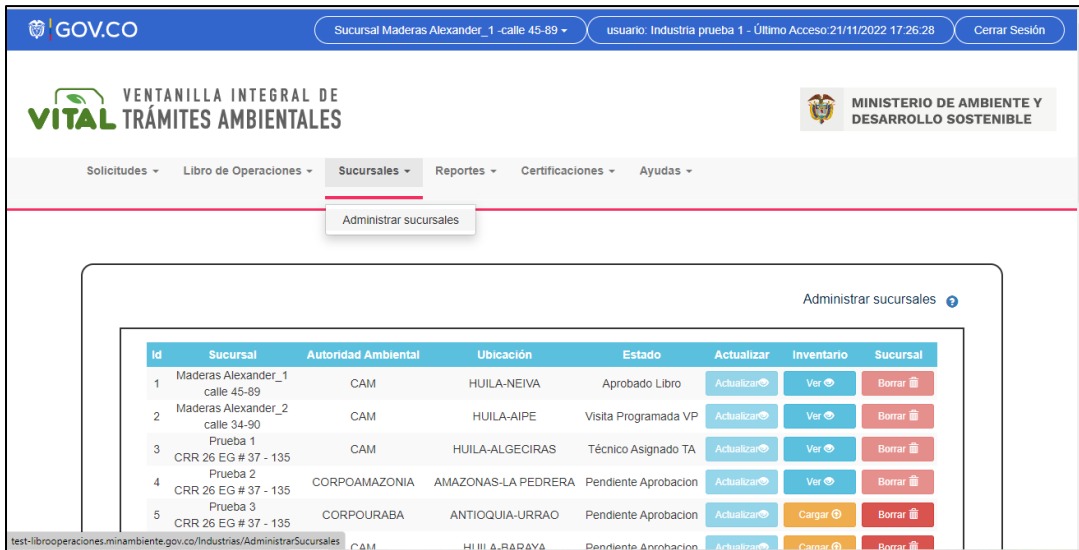 GOV.CO
Sucursal Maderas Alexander_1 -calle 45-89
usuario: Industria prueba 1 - Último Acceso:21/11/2022 17:26:28
Cerrar Sesión
VITAL
VENTANILLA INTEGRAL DE
TRÁMITES AMBIENTALES
MINISTERIO DE AMBIENTE Y
DESARROLLO SOSTENIBLE
Solicitudes
Libro de Operaciones
Sucursales
Reportes
Certificaciones
Ayudas
Administrar sucursales
Administrar sucursales
Id Sucursal Autoridad Ambiental Ubicación Estado Actualizar Inventario Sucursal
1 Maderas Alexander_1
calle 45-89 CAM HUILA-NEIVA Aprobado Libro Actualizar Ver Borrar
2 Maderas Alexander_2
calle 34-90 CAM HUILA-AIPE Visita Programada VP Actualizar Ver Borrar
3 Prueba 1
CRR 26 EG # 37 - 135 CAM HUILA-ALGECIRAS Técnico Asignado TA Actualizar Ver Borrar
4 Prueba 2
CRR 26 EG # 37 - 135 CORPOAMAZONIA AMAZONAS-LA PEDRERA Pendiente Aprobacion Actualizar Ver Borrar
5 Prueba 3
CRR 26 EG # 37 - 135 CORPOURABA ANTIOQUIA-URRAO Pendiente Aprobacion Actualizar Cargar Borrar
CAM HUILA-BARAYA Pendiente Aprobacion Actualizar Cargar Borrar
test-librooperaciones.minambiente.gov.co/Industrias/AdministrarSucursales